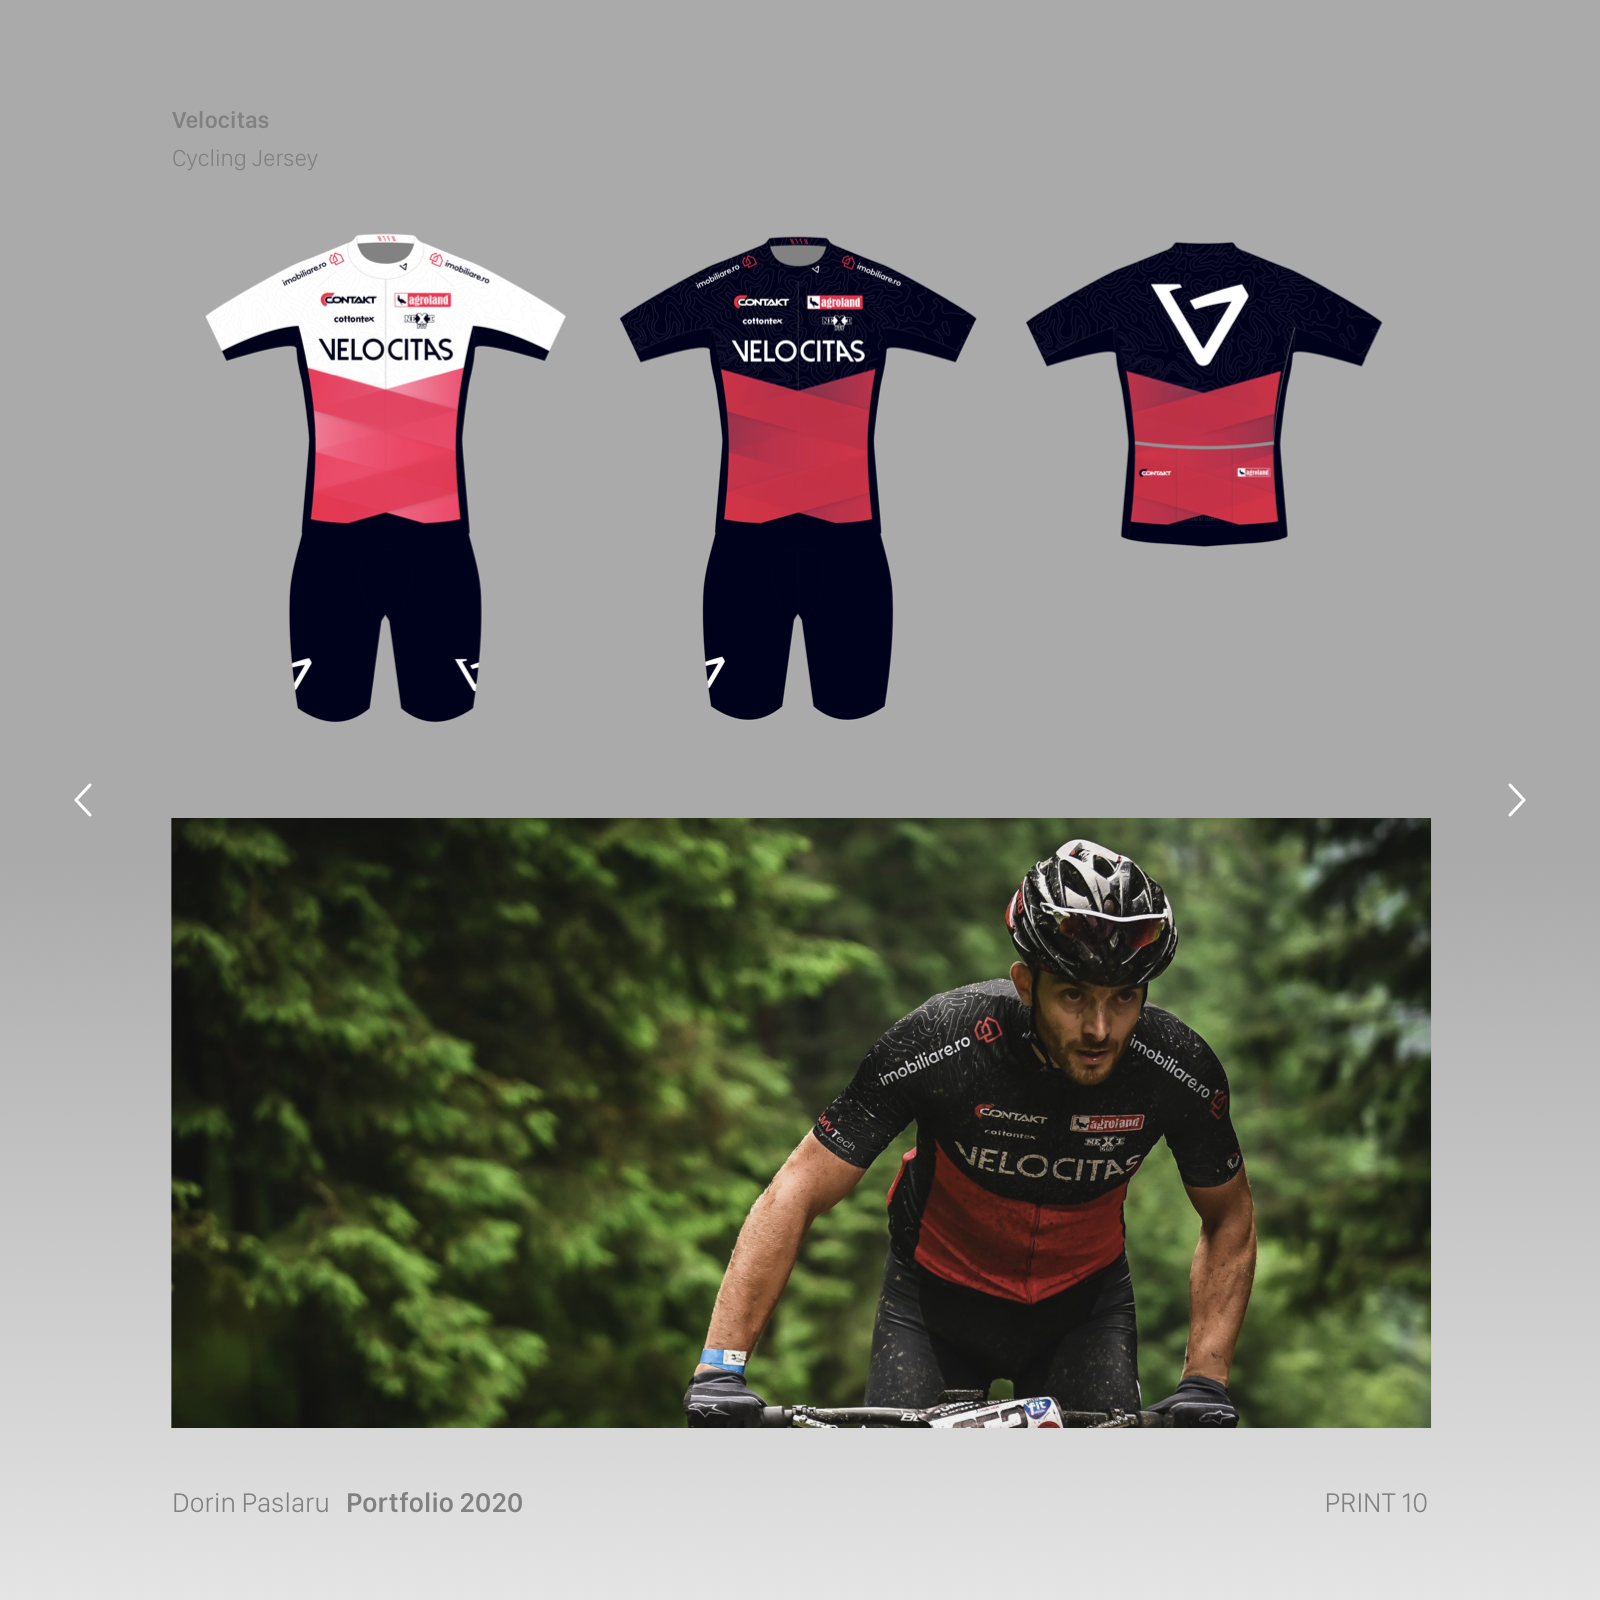 Velocitas
Cycling Jersey
imobiliare.ro
imobiliare.ro
CONTAKT
agroland
cottontex
NEXT
VELOCITAS
imobiliare.ro
imobiliare.ro
CONTAKT
agroland
cottontex
NEXT
VELOCITAS
CONTAKT
agroland
imobiliare.ro
imobiliare.ro
CONTAKT
agroland
cottontex
NEXT
VELOCITAS
MVTech
fit
Dorin Paslaru Portfolio 2020
PRINT 10